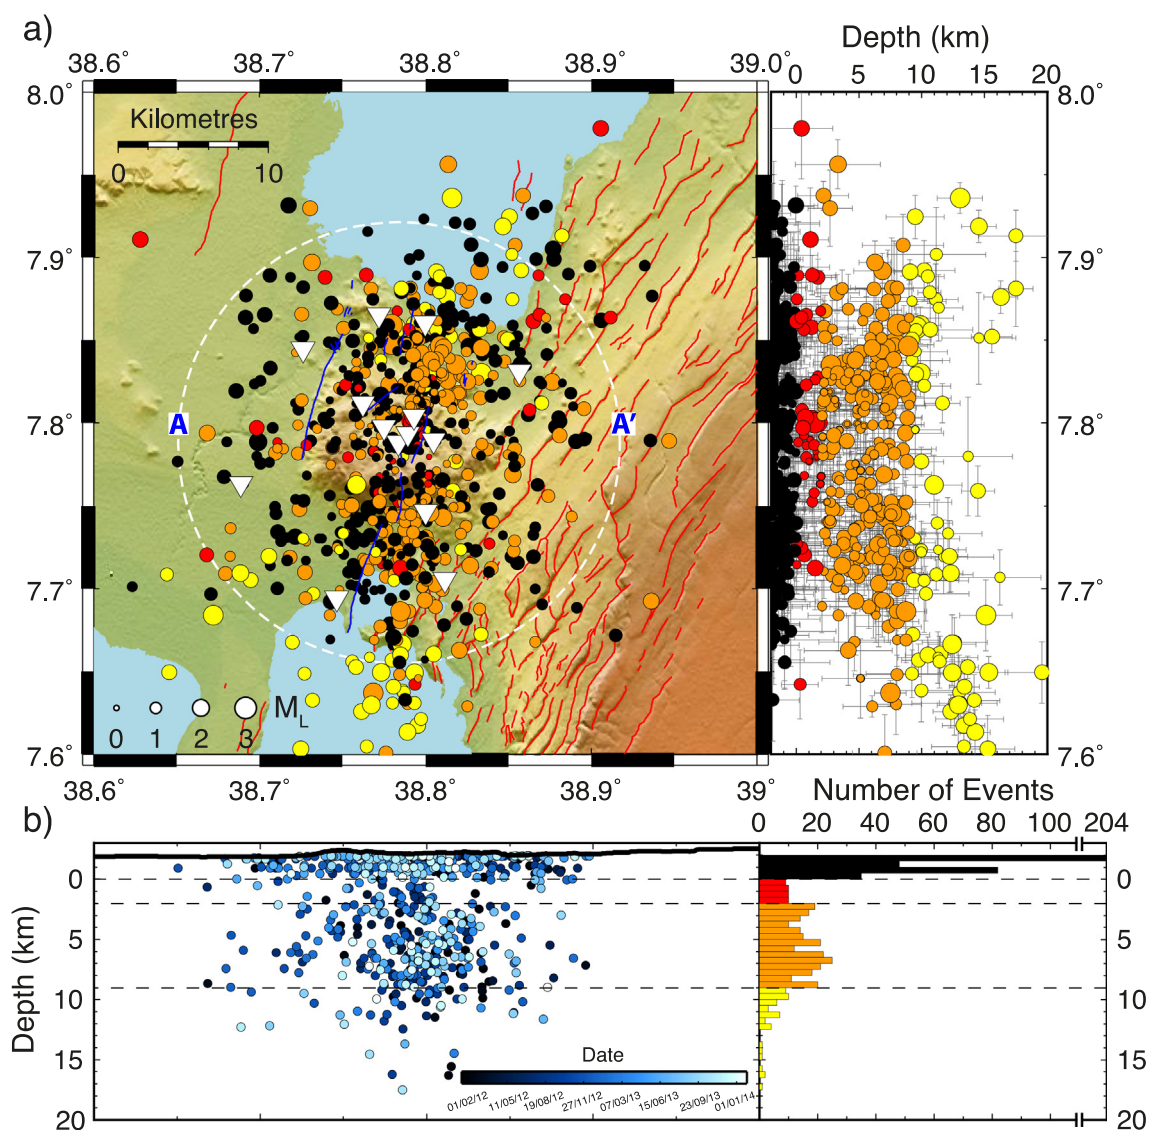 a)
Depth (km)
38.6° 38.7° 38.8° 38.9° 39.0°
0 5 10 15 20
8.0° 8.0°
Kilometres
0 10
7.9° 7.9°
A A'
7.8° 7.8°
7.7° 7.7°
M_L
0 1 2 3
7.6° 7.6°
38.6° 38.7° 38.8° 38.9° 39
Number of Events
b)
0 20 40 60 80 100 204
0 0
5 5
Depth (km)
10 10
15 15
Date
01/02/12 11/05/12 19/08/12 27/11/12 07/03/13 15/06/13 23/09/13 01/01/14
20 20